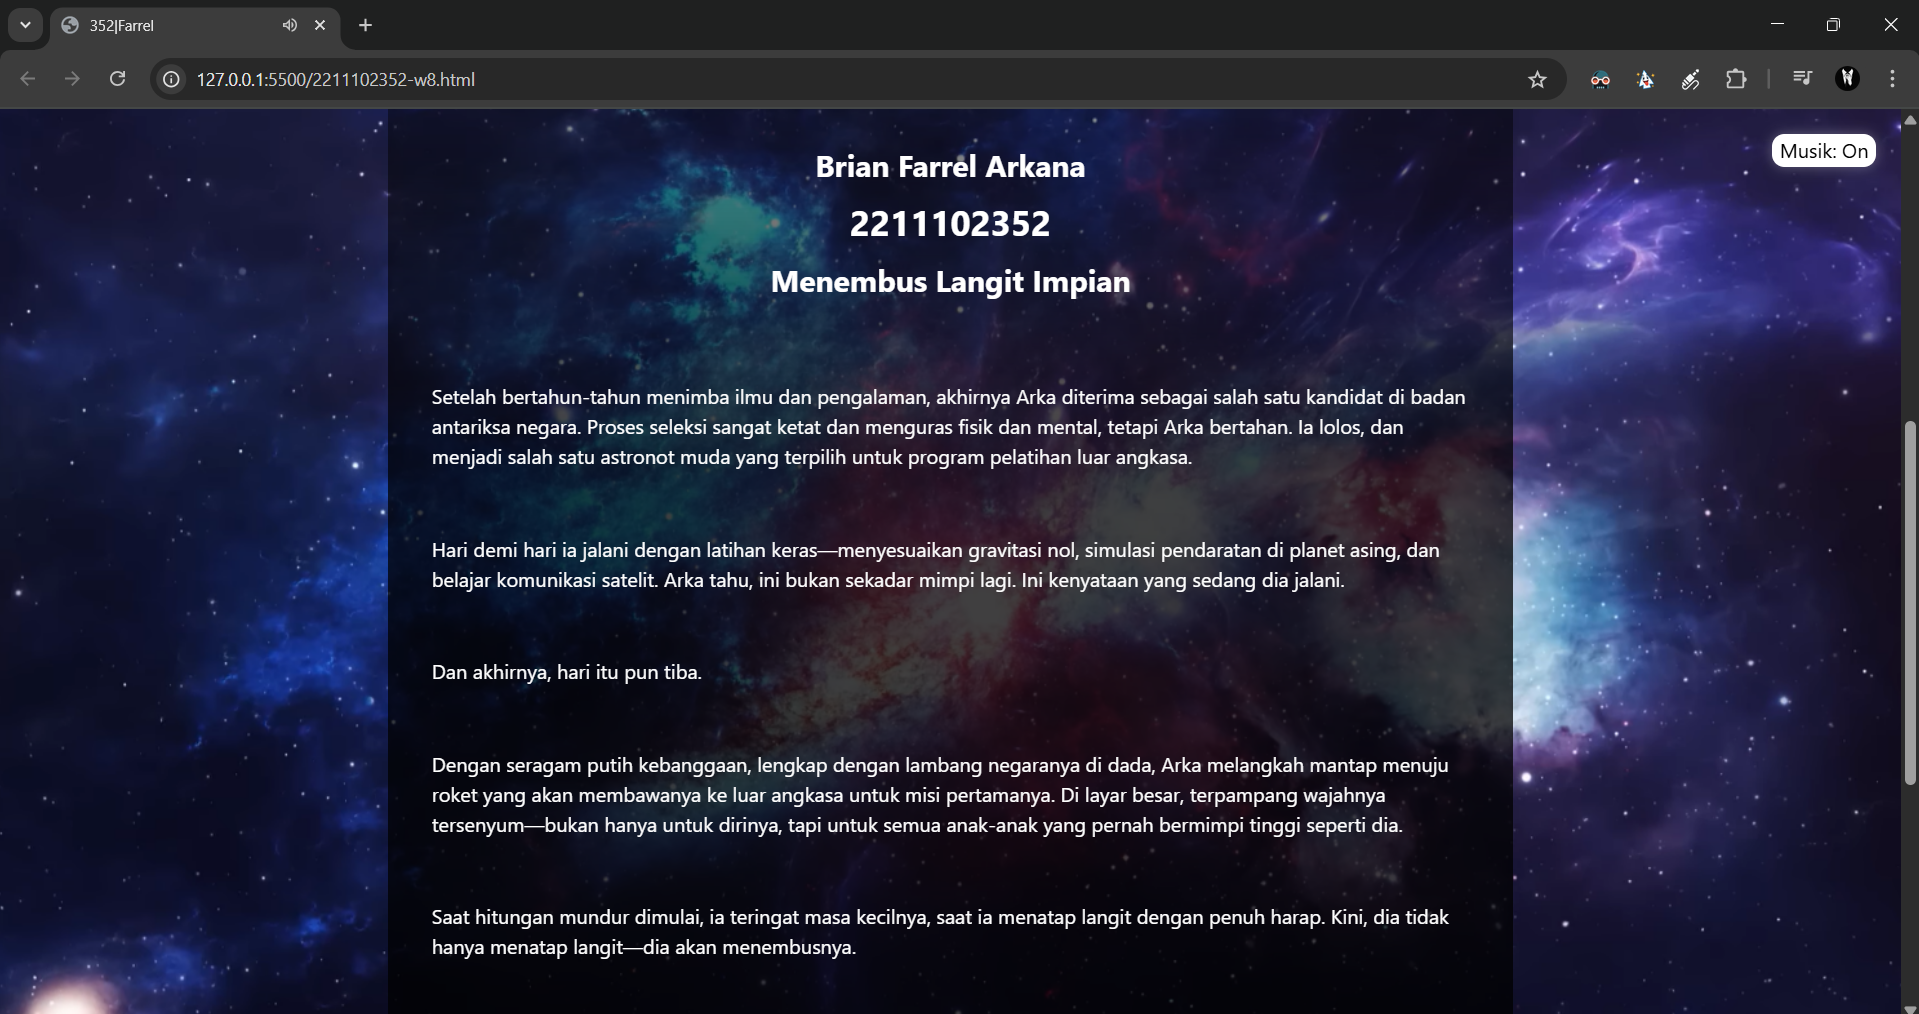 352|Farrel
127.0.0.1:5500/2211102352-w8.html
Musik: On
Brian Farrel Arkana
2211102352
Menembus Langit Impian
Setelah bertahun-tahun menimba ilmu dan pengalaman, akhirnya Arka diterima sebagai salah satu kandidat di badan
antariksa negara. Proses seleksi sangat ketat dan menguras fisik dan mental, tetapi Arka bertahan. Ia lolos, dan
menjadi salah satu astronot muda yang terpilih untuk program pelatihan luar angkasa.
Hari demi hari ia jalani dengan latihan keras—menyesuaikan gravitasi nol, simulasi pendaratan di planet asing, dan
belajar komunikasi satelit. Arka tahu, ini bukan sekadar mimpi lagi. Ini kenyataan yang sedang dia jalani.
Dan akhirnya, hari itu pun tiba.
Dengan seragam putih kebanggaan, lengkap dengan lambang negaranya di dada, Arka melangkah mantap menuju
roket yang akan membawanya ke luar angkasa untuk misi pertamanya. Di layar besar, terpampang wajahnya
tersenyum—bukan hanya untuk dirinya, tapi untuk semua anak-anak yang pernah bermimpi tinggi seperti dia.
Saat hitungan mundur dimulai, ia teringat masa kecilnya, saat ia menatap langit dengan penuh harap. Kini, dia tidak
hanya menatap langit—dia akan menembusnya.